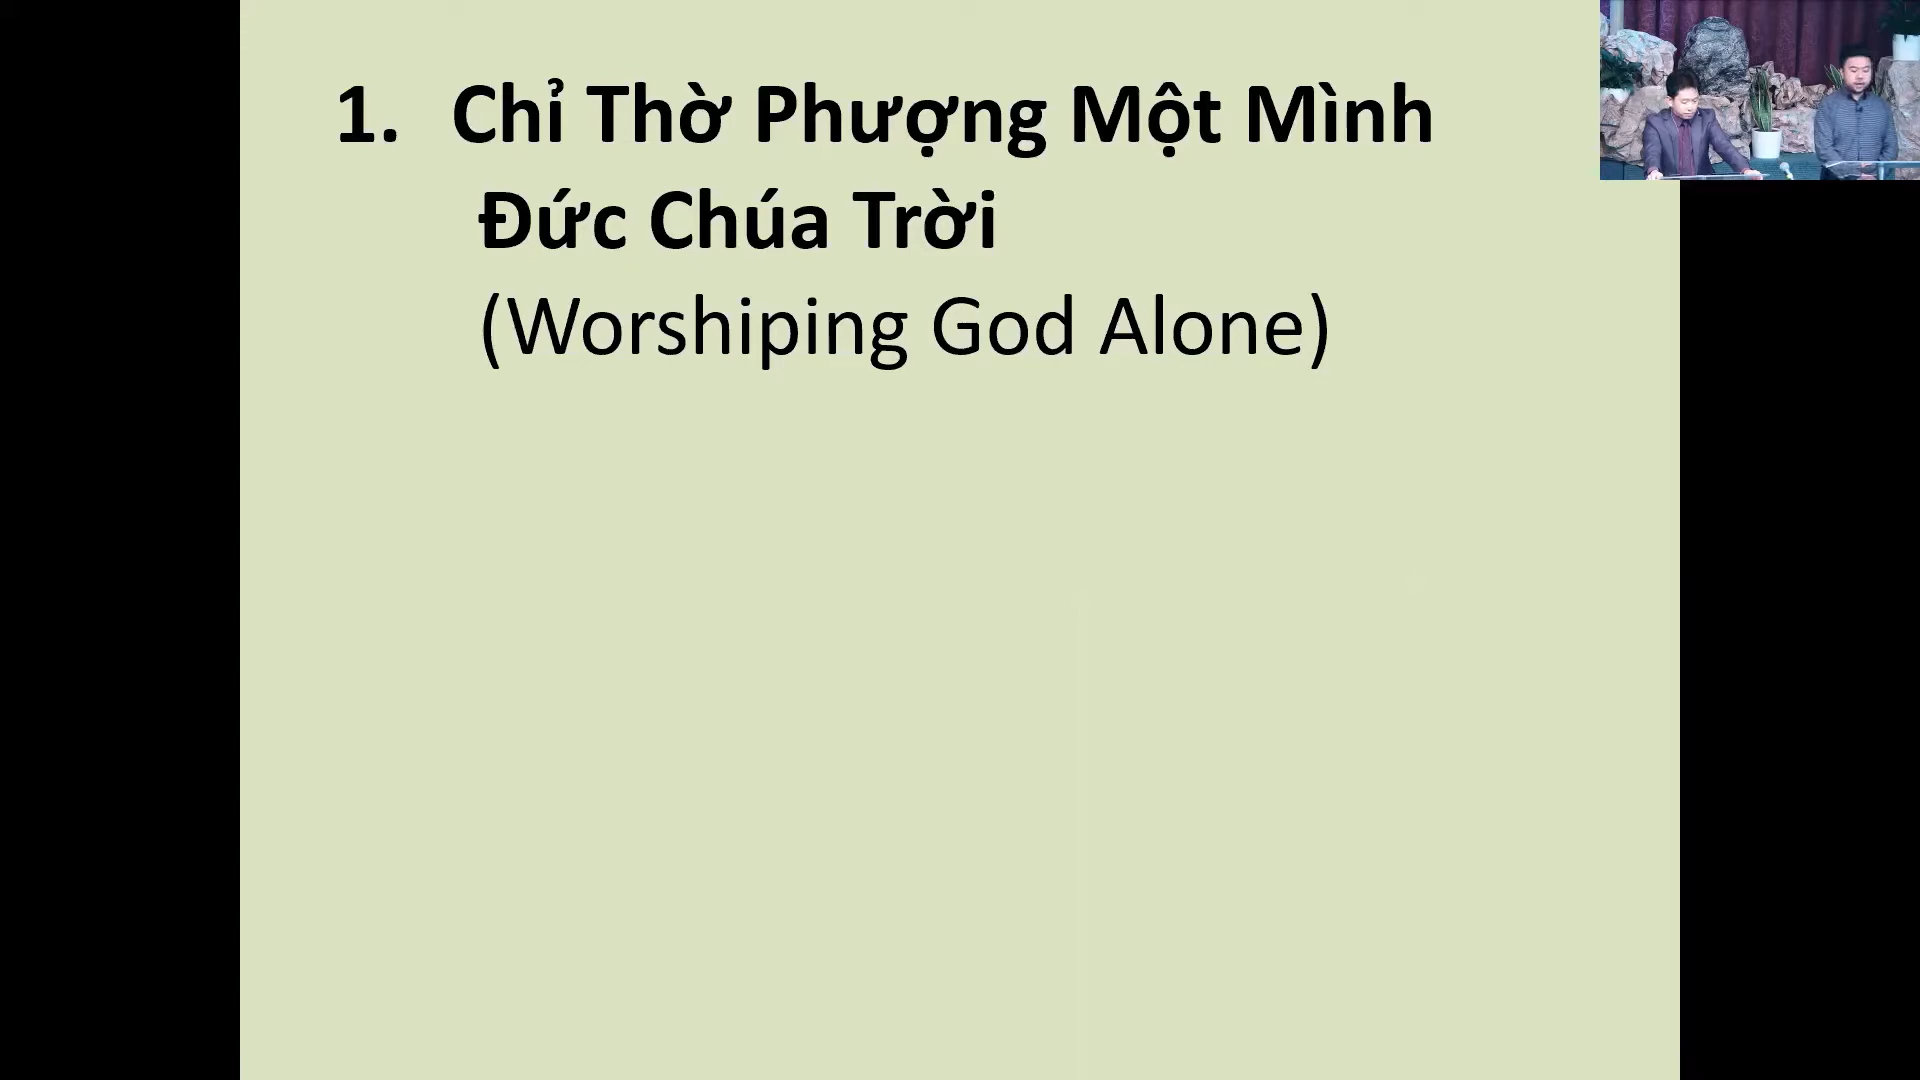 1. Chỉ Thờ Phượng Một Mình
Đức Chúa Trời
(Worshiping God Alone)